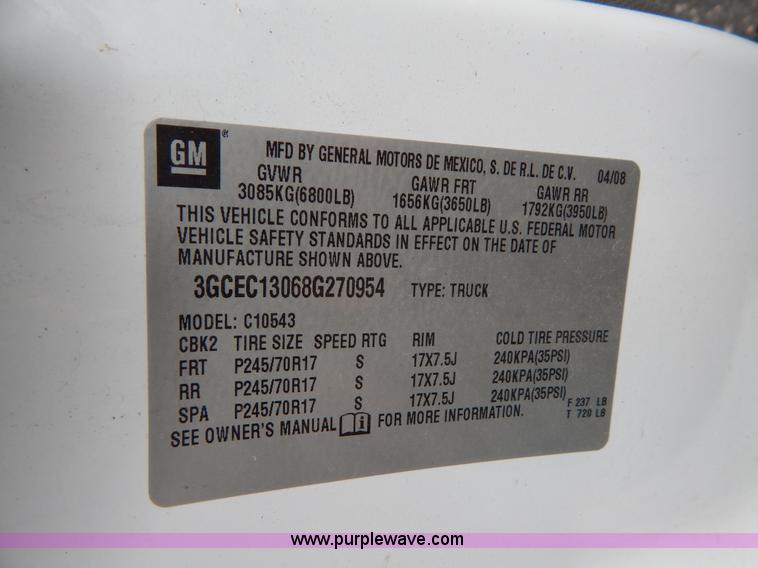 GM ®
MFD BY GENERAL MOTORS DE MEXICO, S. DE R.L. DE C.V. 04/08
GVWR GAWR FRT GAWR RR
3085KG(6800LB) 1656KG(3650LB) 1792KG(3950LB)
THIS VEHICLE CONFORMS TO ALL APPLICABLE U.S. FEDERAL MOTOR
VEHICLE SAFETY STANDARDS IN EFFECT ON THE DATE OF
MANUFACTURE SHOWN ABOVE.
3GCEC13068G270954 TYPE: TRUCK
MODEL: C10543
CBK2 TIRE SIZE SPEED RTG RIM COLD TIRE PRESSURE
FRT P245/70R17 S 17X7.5J 240KPA(35PSI)
RR P245/70R17 S 17X7.5J 240KPA(35PSI)
SPA P245/70R17 S 17X7.5J 240KPA(35PSI) F 237 LB
T 720 LB
SEE OWNER'S MANUAL i FOR MORE INFORMATION.
www.purplewave.com